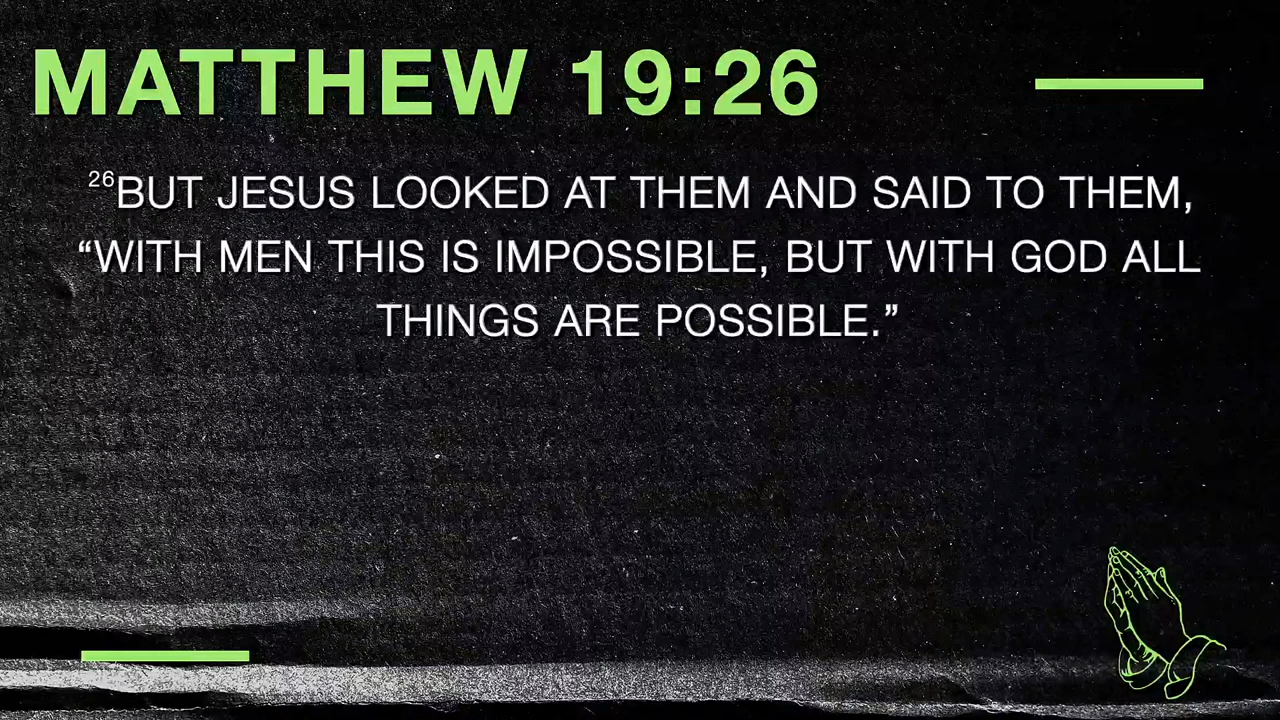 MATTHEW 19:26
26BUT JESUS LOOKED AT THEM AND SAID TO THEM,
“WITH MEN THIS IS IMPOSSIBLE, BUT WITH GOD ALL
THINGS ARE POSSIBLE.”